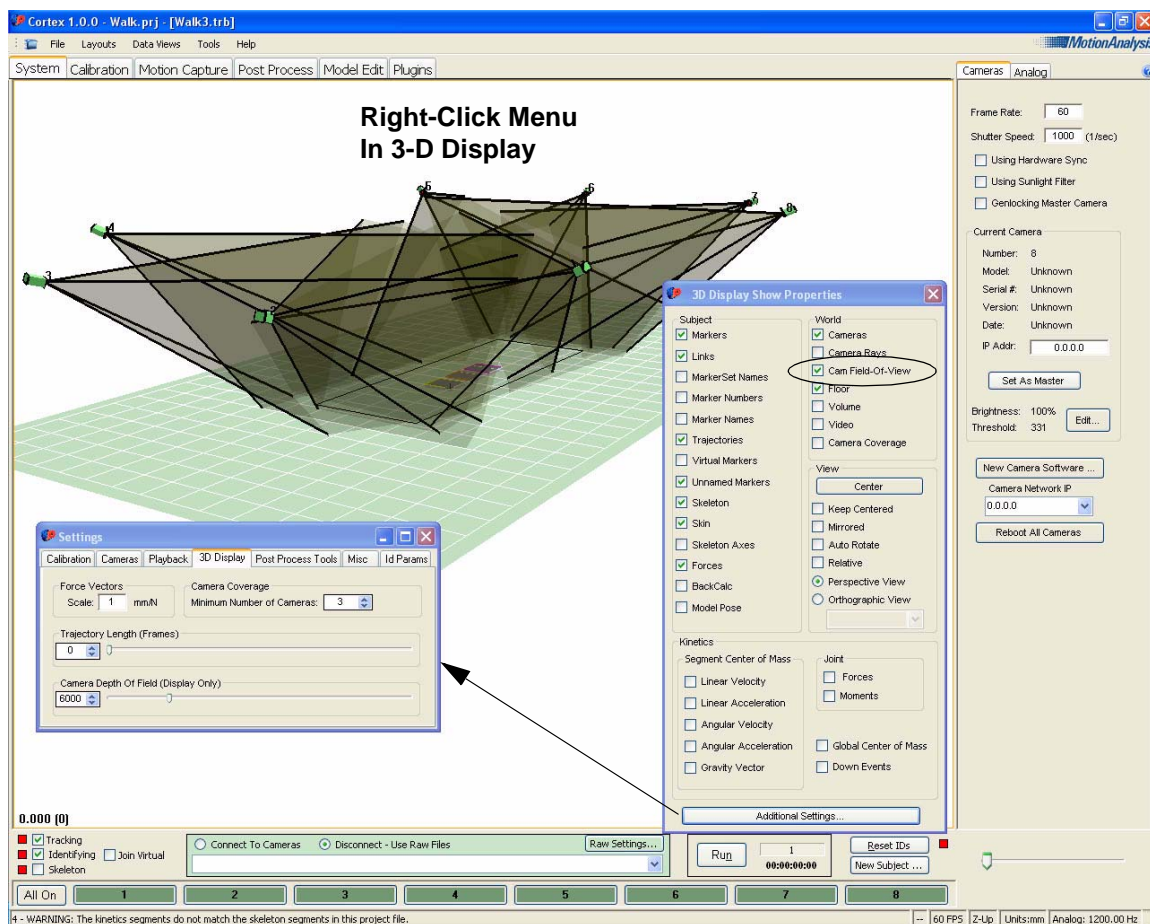 Cortex 1.0.0 - Walk.prj - [Walk3.trb]
File Layouts Data Views Tools Help
MotionAnalysis
System Calibration Motion Capture Post Process Model Edit Plugins
Right-Click Menu
In 3-D Display
1
2
3
4
5
6
7
8
Cameras Analog
Frame Rate: 60
Shutter Speed: 1000 (1/sec)
Using Hardware Sync
Using Sunlight Filter
Genlocking Master Camera
Current Camera
Number: 8
Model: Unknown
Serial #: Unknown
Version: Unknown
Date: Unknown
IP Addr: 0.0.0.0
Set As Master
Brightness: 100%
Threshold: 331
Edit...
New Camera Software ...
Camera Network IP
0.0.0.0
Reboot All Cameras
3D Display Show Properties
Subject
Markers
Links
MarkerSet Names
Marker Numbers
Marker Names
Trajectories
Virtual Markers
Unnamed Markers
Skeleton
Skin
Skeleton Axes
Forces
BackCalc
Model Pose
World
Cameras
Camera Rays
Cam Field-Of-View
Floor
Volume
Video
Camera Coverage
View
Center
Keep Centered
Mirrored
Auto Rotate
Relative
Perspective View
Orthographic View
Kinetics
Segment Center of Mass
Linear Velocity
Linear Acceleration
Angular Velocity
Angular Acceleration
Gravity Vector
Joint
Forces
Moments
Global Center of Mass
Down Events
Additional Settings...
Settings
Calibration Cameras Playback 3D Display Post Process Tools Misc Id Params
Force Vectors
Scale: 1 mm/N
Camera Coverage
Minimum Number of Cameras: 3
Trajectory Length (Frames)
0
Camera Depth Of Field (Display Only)
6000
0.000 (0)
Tracking
Identifying Join Virtual
Skeleton
Connect To Cameras Disconnect - Use Raw Files Raw Settings...
Run
1
00:00:00:00
Reset IDs
New Subject ...
All On 1 2 3 4 5 6 7 8
4 - WARNING: The kinetics segments do not match the skeleton segments in this project file.
-- 60 FPS Z-Up Units:mm Analog: 1200.00 Hz